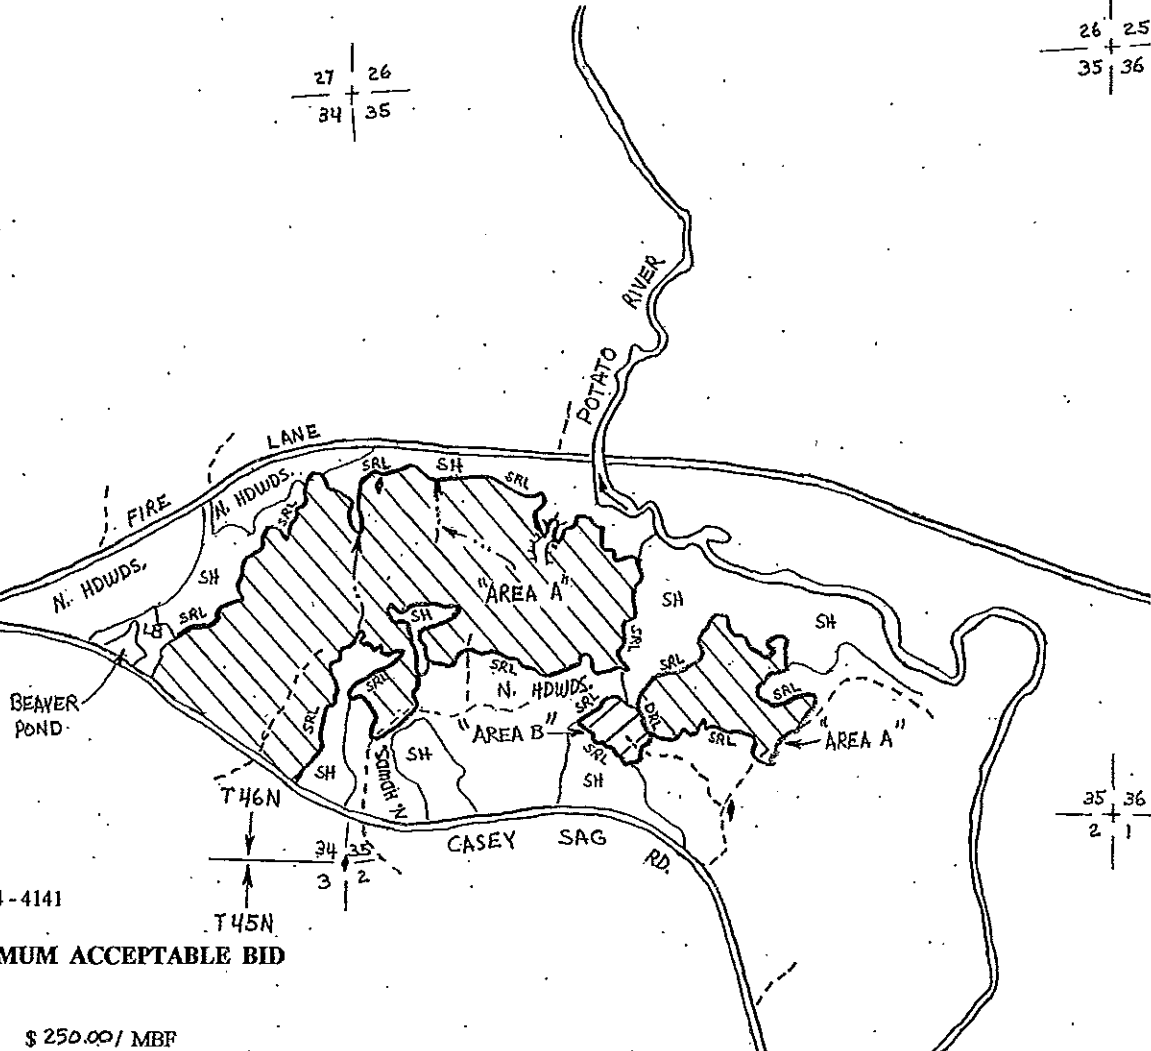 26 25
35 36
27 26
34 35
POTATO RIVER
FIRE LANE
SRL SH SRL
N. HDWDS.
SRL
N. HDWDS.
SH
"AREA A"
SRL
LB
SH
SH
SH
SRL
BEAVER POND
SRL
SRL
N. HDWDS.
SRL
SRL
SRL
DRL
"AREA B"
SRL
SRL
"AREA A"
SRL
SH
SH
N. HDWDS
SH
T46N
34 35
3 2
T45N
CASEY SAG RD.
35 36
2 1
-4141
MUM ACCEPTABLE BID
$ 250.00/ MBF